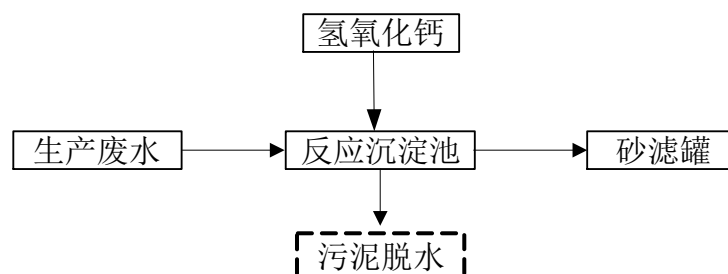 氢氧化钙
生产废水
反应沉淀池
砂滤罐
污泥脱水